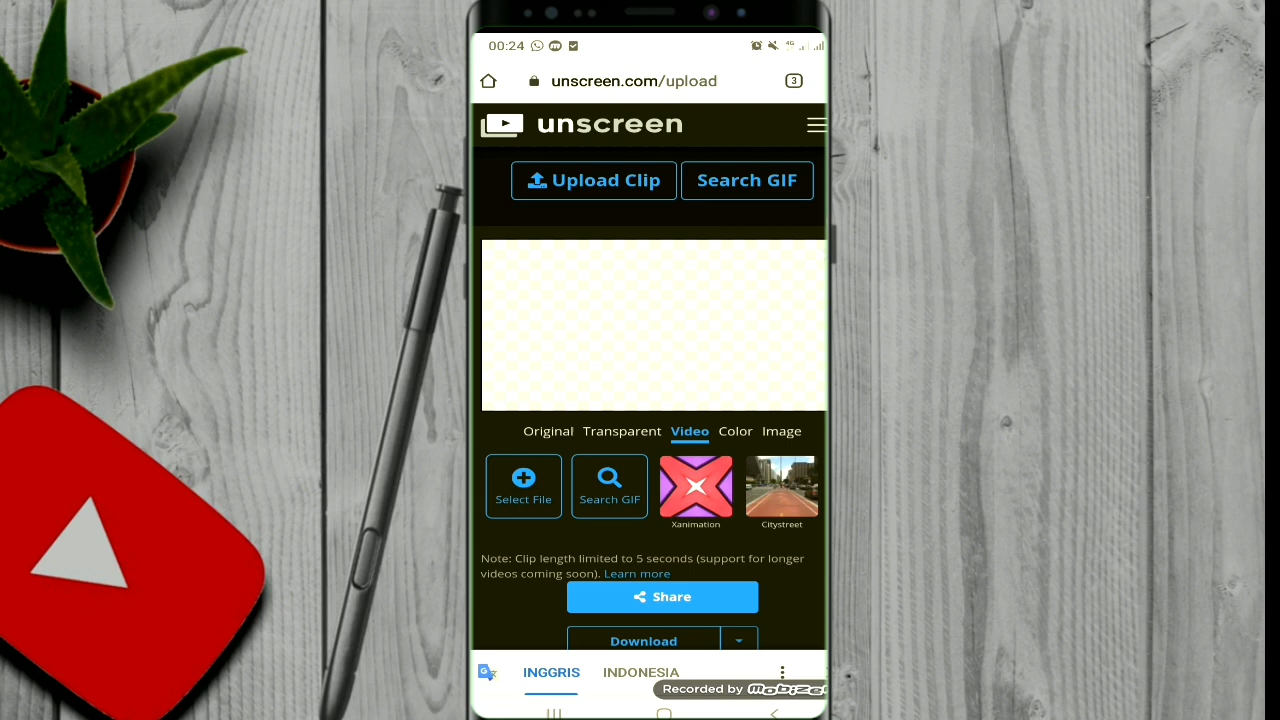 00:24
4G
unscreen.com/upload
3
unscreen
Upload Clip
Search GIF
Original Transparent Video Color Image
Select File
Search GIF
Xanimation
Citystreet
Note: Clip length limited to 5 seconds (support for longer
videos coming soon). Learn more
Share
Download
INGGRIS
INDONESIA
Recorded by